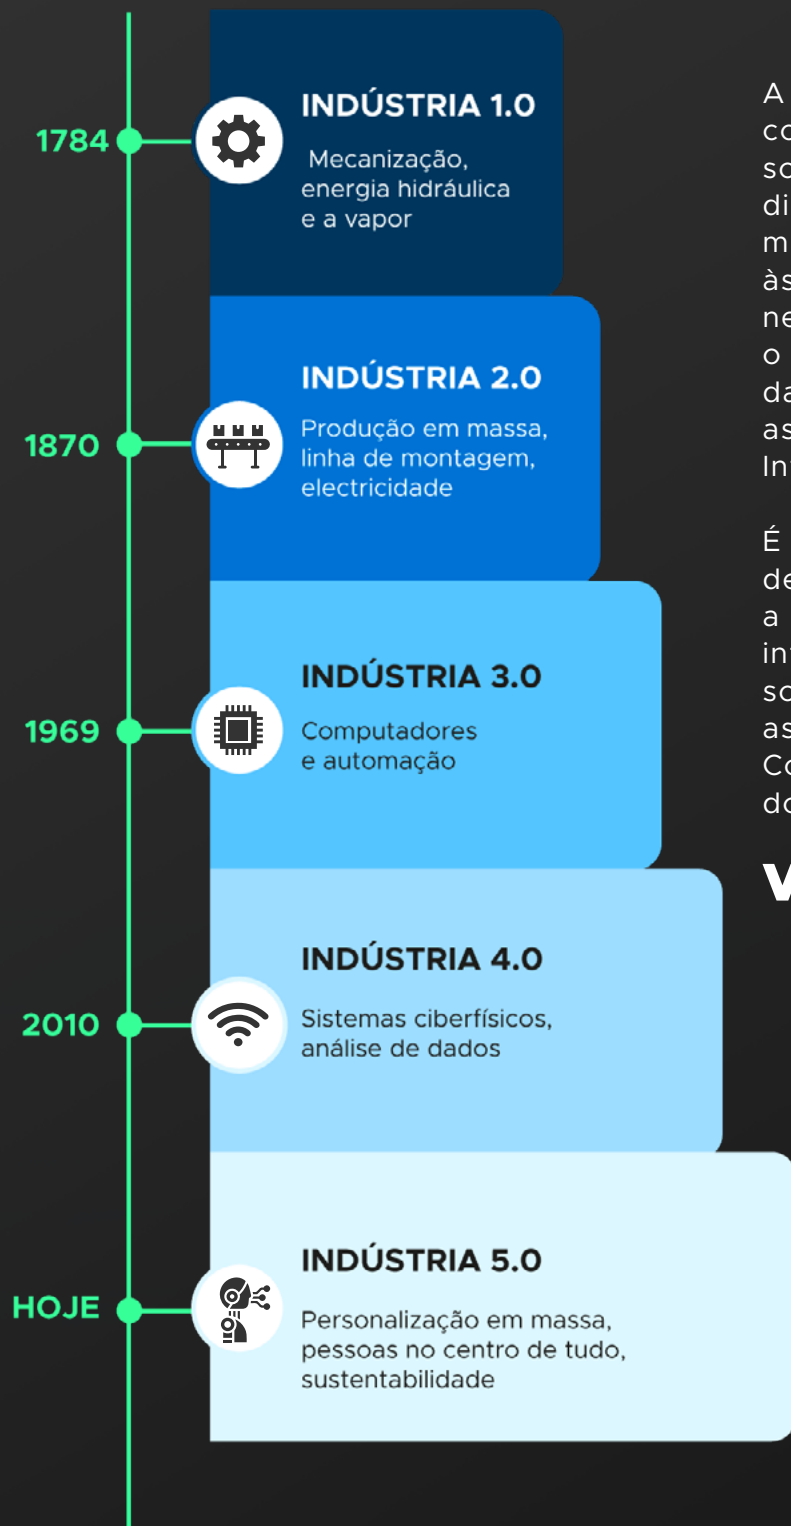 1784
INDÚSTRIA 1.0
Mecanização,
energia hidráulica
e a vapor
1870
INDÚSTRIA 2.0
Produção em massa,
linha de montagem,
electricidade
1969
INDÚSTRIA 3.0
Computadores
e automação
2010
INDÚSTRIA 4.0
Sistemas ciberfísicos,
análise de dados
HOJE
INDÚSTRIA 5.0
Personalização em massa,
pessoas no centro de tudo,
sustentabilidade
A
às
o
É
a